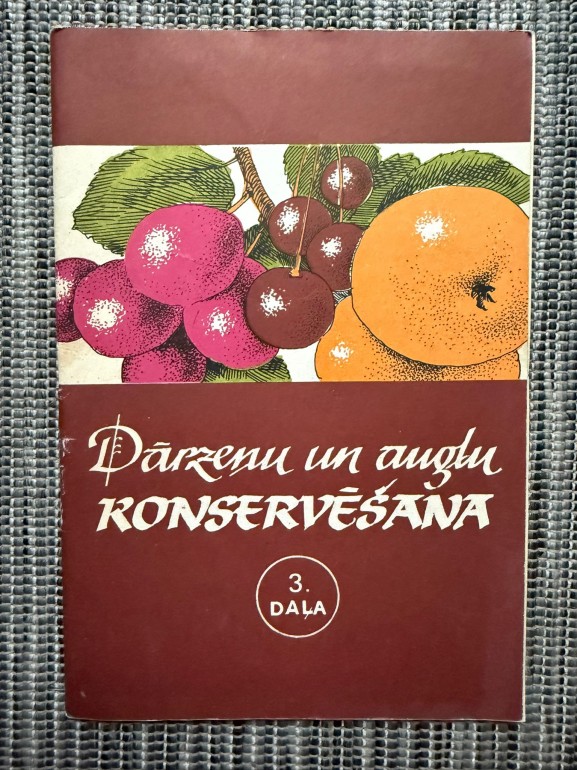 Dārzeņu un augļu
KONSERVĒŠANA
3.
DAĻA